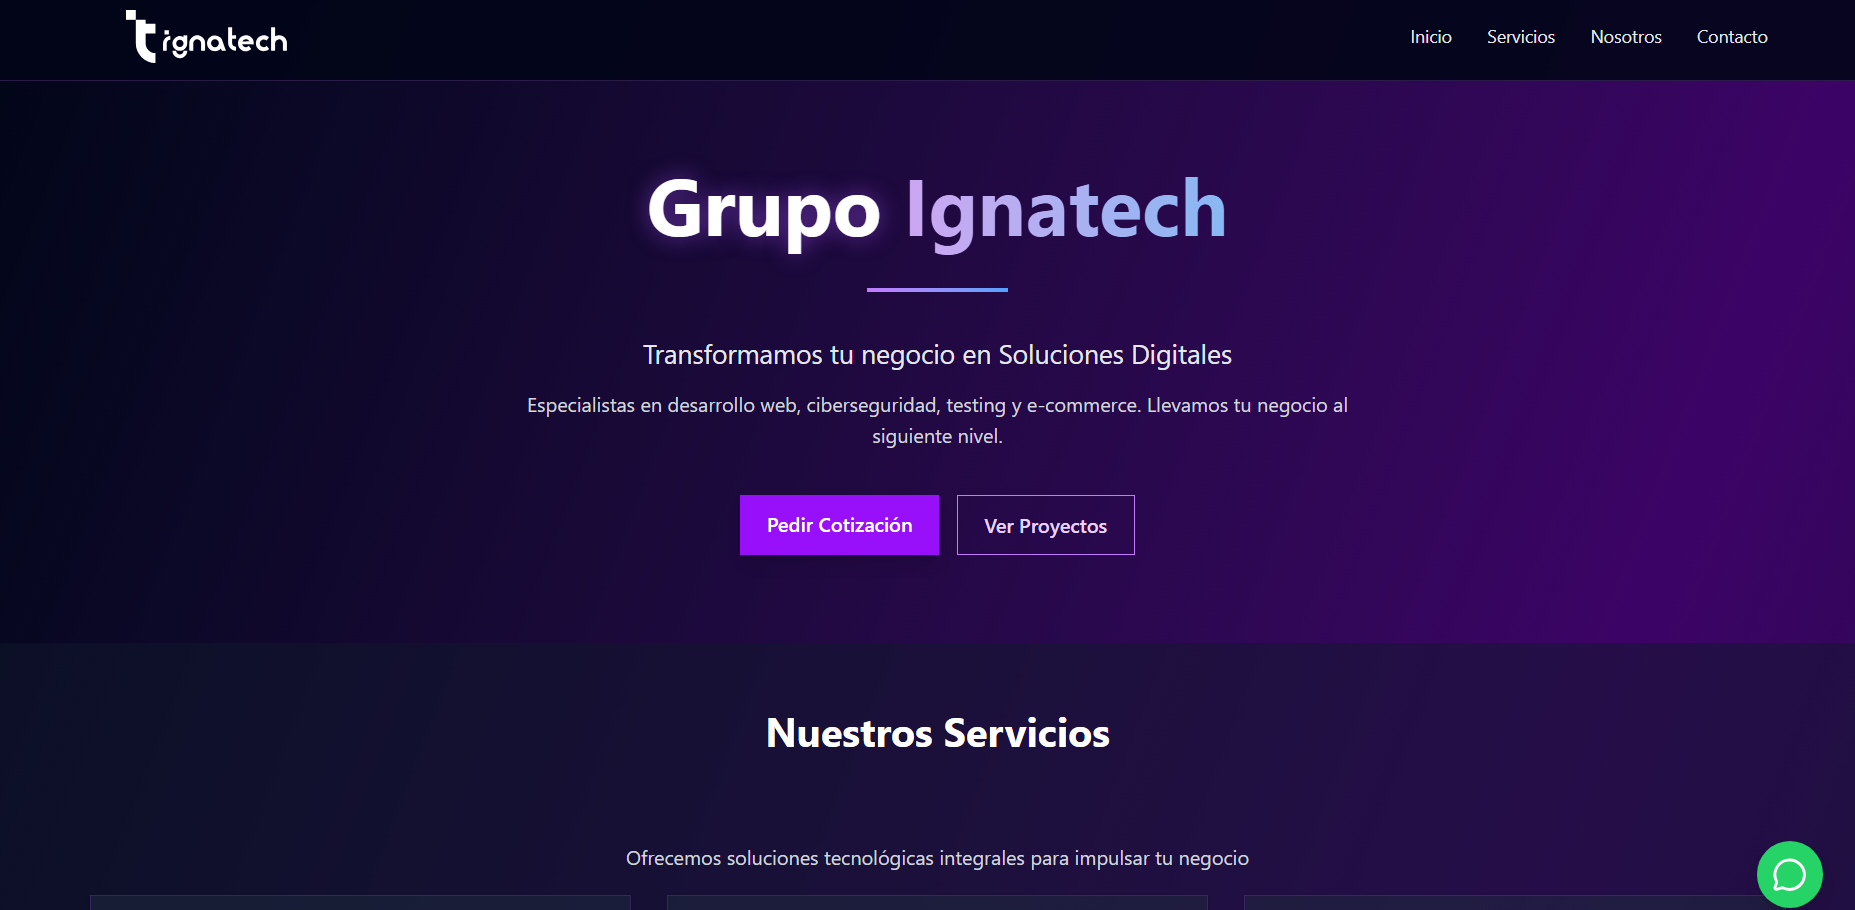 ignatech
Inicio Servicios Nosotros Contacto
Grupo Ignatech
Transformamos tu negocio en Soluciones Digitales
Especialistas en desarrollo web, ciberseguridad, testing y e-commerce. Llevamos tu negocio al
siguiente nivel.
Pedir Cotización Ver Proyectos
Nuestros Servicios
Ofrecemos soluciones tecnológicas integrales para impulsar tu negocio